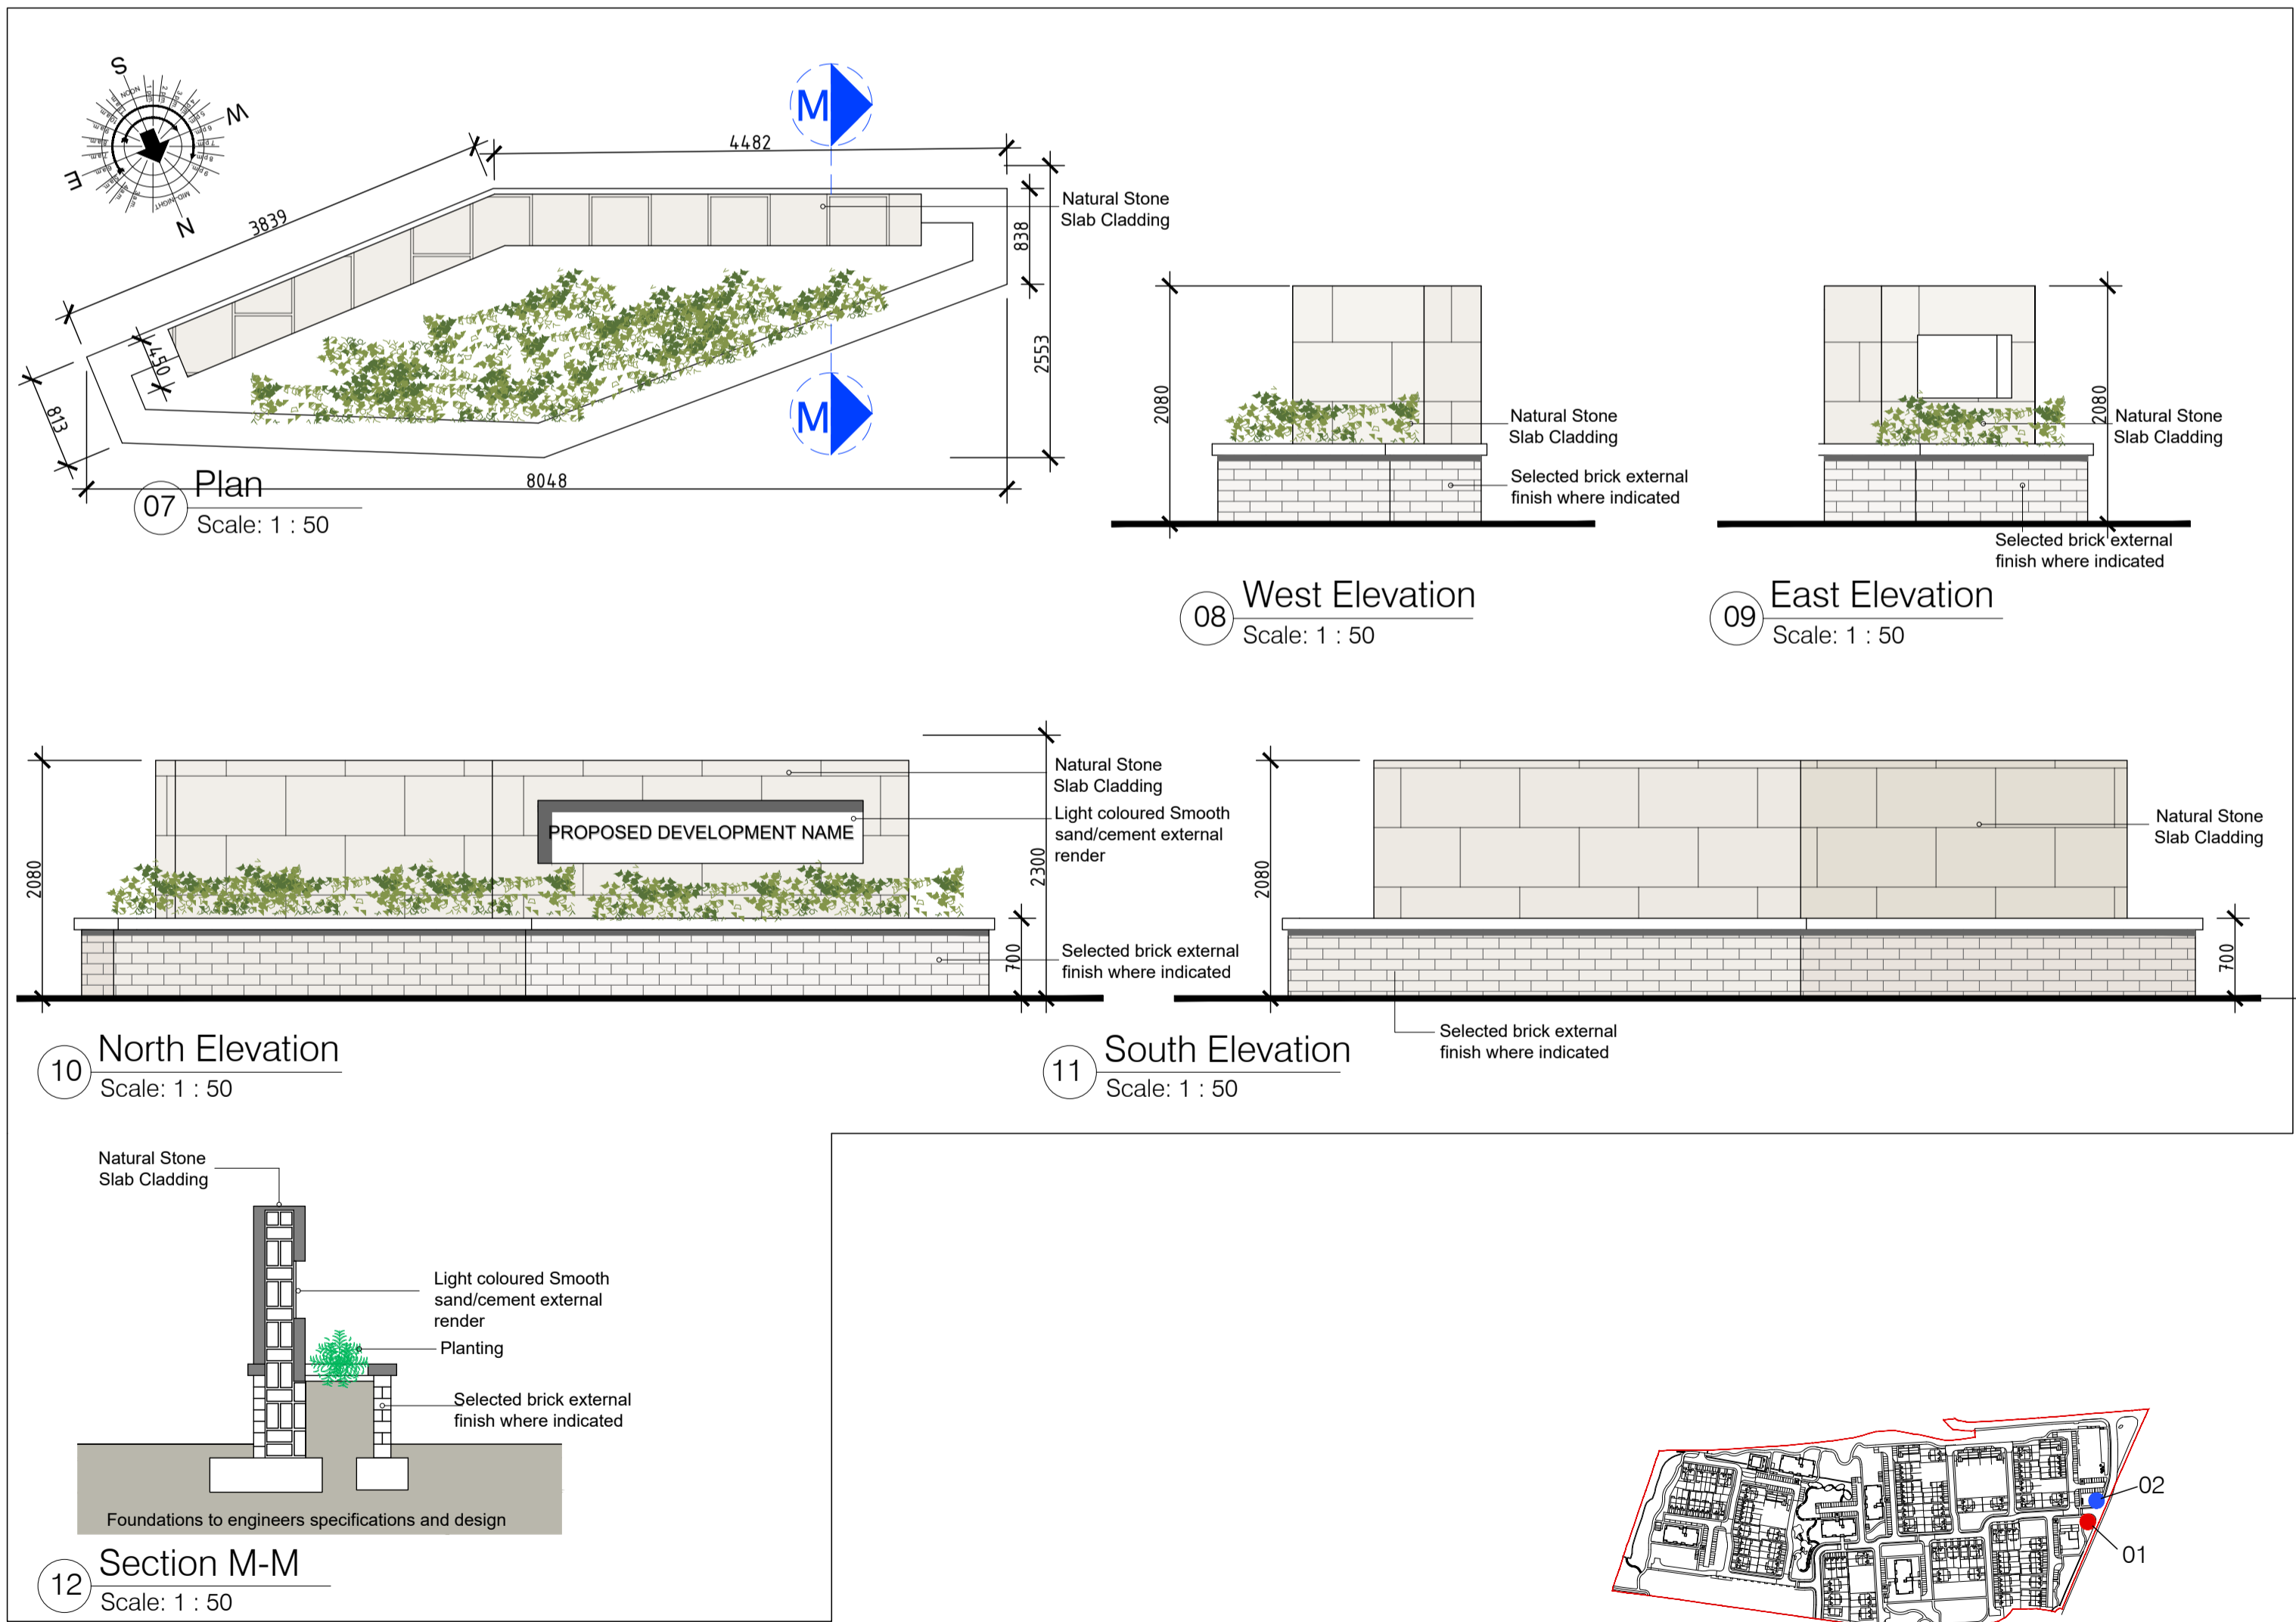 S
W
E
N
NOON
MID-NIGHT
M
4482
3839
Natural Stone
Slab Cladding
838
2553
450
813
M
8048
07 Plan
Scale: 1 : 50
2080
Natural Stone
Slab Cladding
Selected brick external
finish where indicated
08 West Elevation
Scale: 1 : 50
2080
Natural Stone
Slab Cladding
Selected brick external
finish where indicated
09 East Elevation
Scale: 1 : 50
2080
PROPOSED DEVELOPMENT NAME
Natural Stone
Slab Cladding
Light coloured Smooth
sand/cement external
render
2300
700
Selected brick external
finish where indicated
10 North Elevation
Scale: 1 : 50
2080
Natural Stone
Slab Cladding
700
Selected brick external
finish where indicated
11 South Elevation
Scale: 1 : 50
Natural Stone
Slab Cladding
Light coloured Smooth
sand/cement external
render
Planting
Selected brick external
finish where indicated
Foundations to engineers specifications and design
12 Section M-M
Scale: 1 : 50
02
01